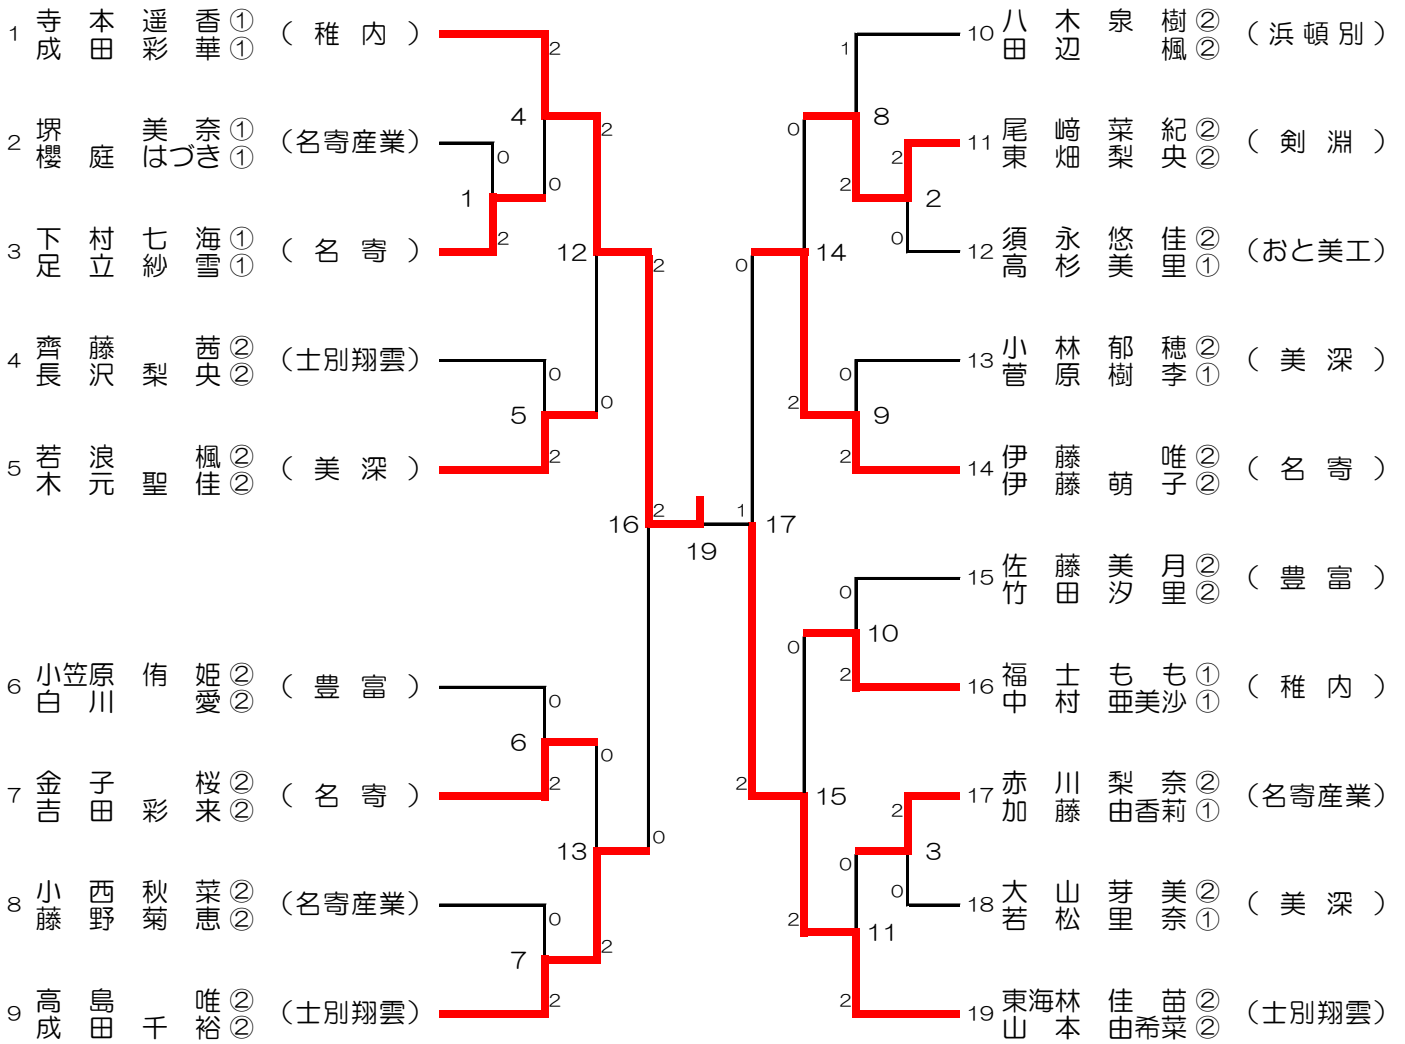 1 寺本遥香① (稚内)
成田彩華①
2 堺 美奈① (名寄産業)
櫻庭はづき①
3 下村七海① (名寄)
足立紗雪①
4 齊藤 茜② (士別翔雲)
長沢梨央②
5 若浪 楓② (美深)
木元聖佳②
6 小笠原侑姫② (豊富)
白川 愛②
7 金子 桜② (名寄)
吉田彩来②
8 小西秋菜② (名寄産業)
藤野菊恵②
9 高島 唯② (士別翔雲)
成田千裕②
2
4
2
0
0
1
2
12
2
0
5
0
2
16
2
19
0
6
0
2
13
0
0
7
2
2
1
8
0
2
2
2
0
14
0
0
2
9
2
1
17
0
10
0
2
2
15
2
3
0
0
2
11
2
10 八木泉樹② (浜頓別)
田辺 楓②
11 尾﨑菜紀② (剣淵)
東畑梨央②
12 須永悠佳② (おと美工)
高杉美里①
13 小林郁穂② (美深)
菅原樹李①
14 伊藤 唯② (名寄)
伊藤萌子②
15 佐藤美月② (豊富)
竹田汐里②
16 福士もも① (稚内)
中村亜美沙①
17 赤川梨奈② (名寄産業)
加藤由香莉①
18 大山芽美② (美深)
若松里奈①
19 東海林佳苗② (士別翔雲)
山本由希菜②